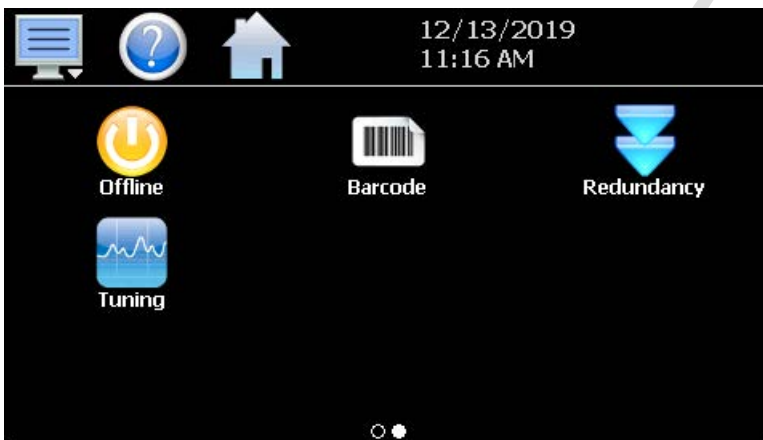 12/13/2019
11:16 AM
Offline
Barcode
Redundancy
Tuning